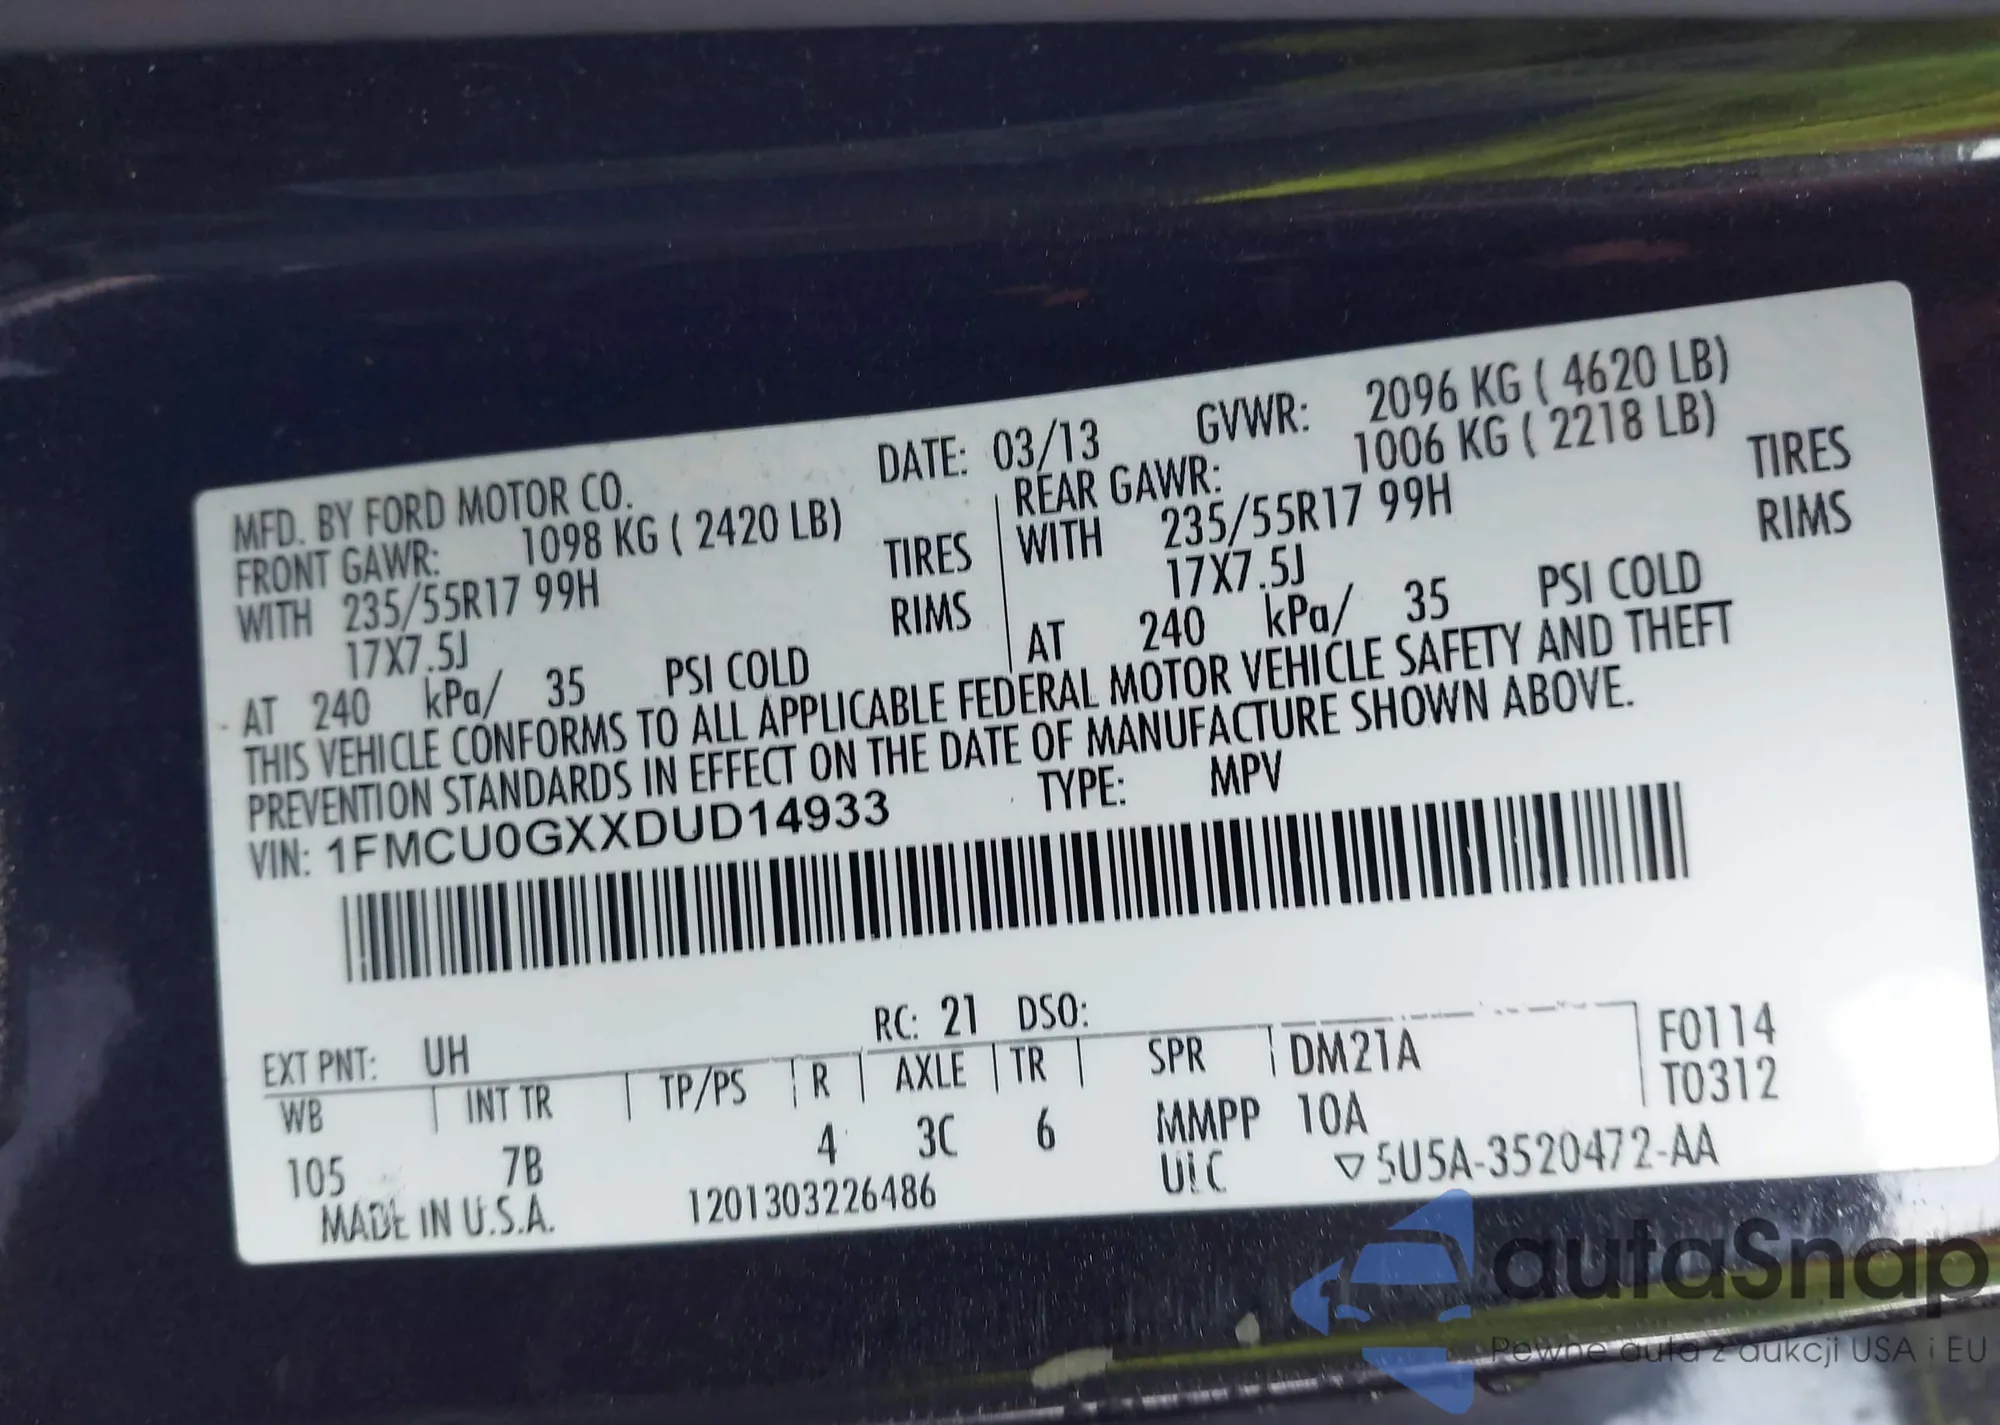 MFD. BY FORD MOTOR CO. DATE: 03/13 GVWR: 2096 KG ( 4620 LB)
FRONT GAWR: 1098 KG ( 2420 LB) REAR GAWR: 1006 KG ( 2218 LB)
WITH 235/55R17 99H TIRES WITH 235/55R17 99H TIRES
17X7.5J RIMS 17X7.5J RIMS
AT 240 kPa/ 35 PSI COLD AT 240 kPa/ 35 PSI COLD
THIS VEHICLE CONFORMS TO ALL APPLICABLE FEDERAL MOTOR VEHICLE SAFETY AND THEFT
PREVENTION STANDARDS IN EFFECT ON THE DATE OF MANUFACTURE SHOWN ABOVE.
VIN: 1FMCU0GXXDUD14933 TYPE: MPV
EXT PNT: UH RC: 21 DSO:
WB INT TR TP/PS R AXLE TR SPR DM21A F0114
105 7B 4 3C 6 MMPP 10A T0312
UIC ▽5U5A-3520472-AA
MADE IN U.S.A. 1201303226486
autaSnap
Pewne auta z aukcji USA i EU